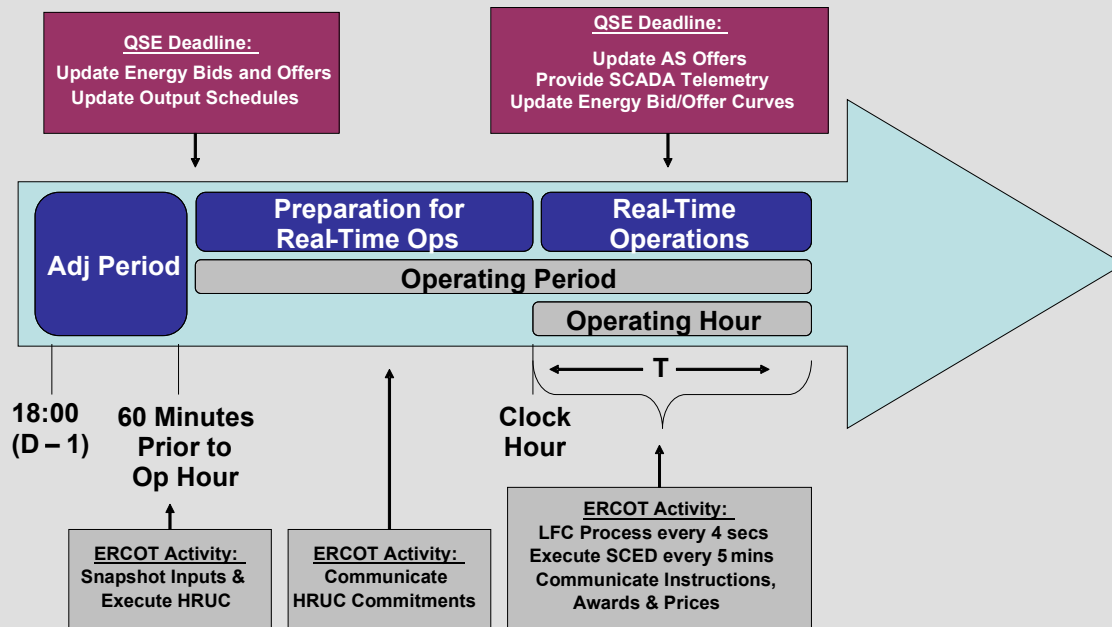 QSE Deadline:
Update Energy Bids and Offers
Update Output Schedules
QSE Deadline:
Update AS Offers
Provide SCADA Telemetry
Update Energy Bid/Offer Curves
Adj Period
Preparation for
Real-Time Ops
Real-Time
Operations
Operating Period
Operating Hour
T
18:00
(D – 1)
60 Minutes
Prior to
Op Hour
Clock
Hour
ERCOT Activity:
Snapshot Inputs &
Execute HRUC
ERCOT Activity:
Communicate
HRUC Commitments
ERCOT Activity:
LFC Process every 4 secs
Execute SCED every 5 mins
Communicate Instructions,
Awards & Prices